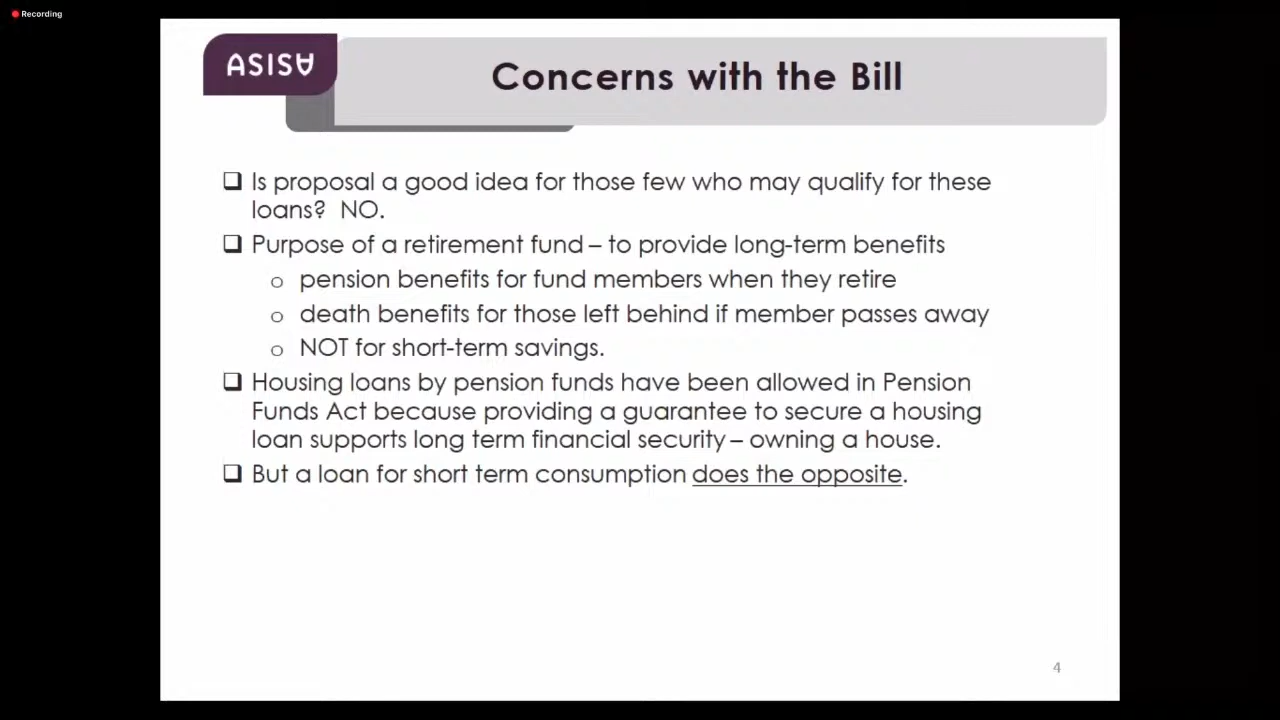 Recording
ASISA
Concerns with the Bill
❑ Is proposal a good idea for those few who may qualify for these
loans?  NO.
❑ Purpose of a retirement fund – to provide long-term benefits
o pension benefits for fund members when they retire
o death benefits for those left behind if member passes away
o NOT for short-term savings.
❑ Housing loans by pension funds have been allowed in Pension
Funds Act because providing a guarantee to secure a housing
loan supports long term financial security – owning a house.
❑ But a loan for short term consumption does the opposite.
4